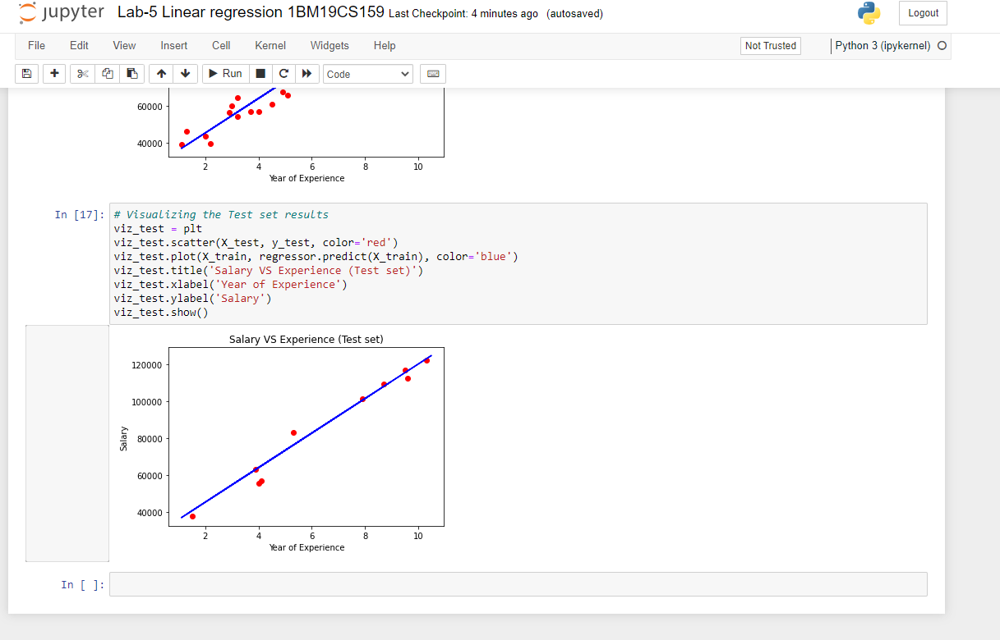 jupyter Lab-5 Linear regression 1BM19CS159 Last Checkpoint: 4 minutes ago (autosaved)
Logout
File Edit View Insert Cell Kernel Widgets Help
Not Trusted
Python 3 (ipykernel)
Run
Code
60000
40000
2 4 6 8 10
Year of Experience
In [17]:
# Visualizing the Test set results
viz_test = plt
viz_test.scatter(X_test, y_test, color='red')
viz_test.plot(X_train, regressor.predict(X_train), color='blue')
viz_test.title('Salary VS Experience (Test set)')
viz_test.xlabel('Year of Experience')
viz_test.ylabel('Salary')
viz_test.show()
Salary VS Experience (Test set)
120000
100000
80000
60000
40000
Salary
2 4 6 8 10
Year of Experience
In [ ]: